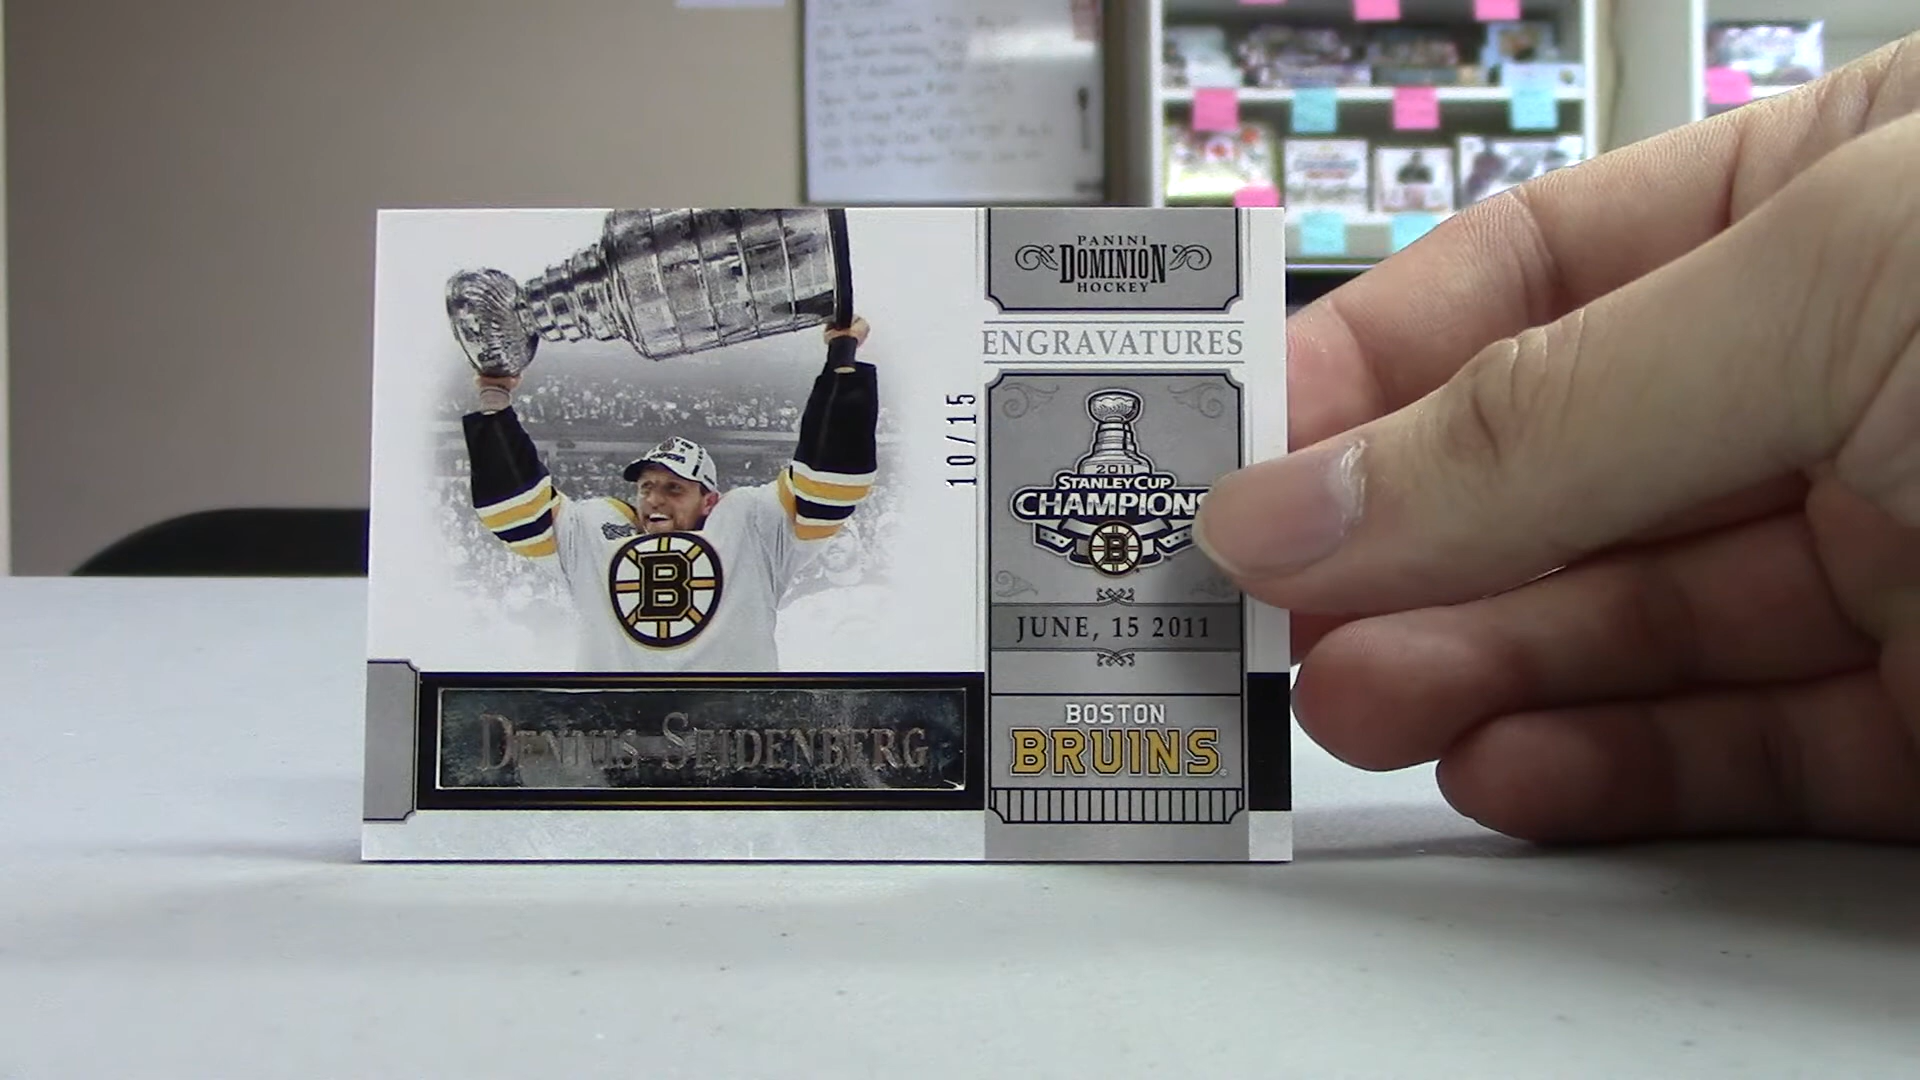 PANINI
DOMINION
HOCKEY
ENGRAVATURES
10/15
2011
STANLEY CUP
CHAMPIONS
B
B
JUNE, 15 2011
BOSTON
BRUINS
DENNIS SEIDENBERG